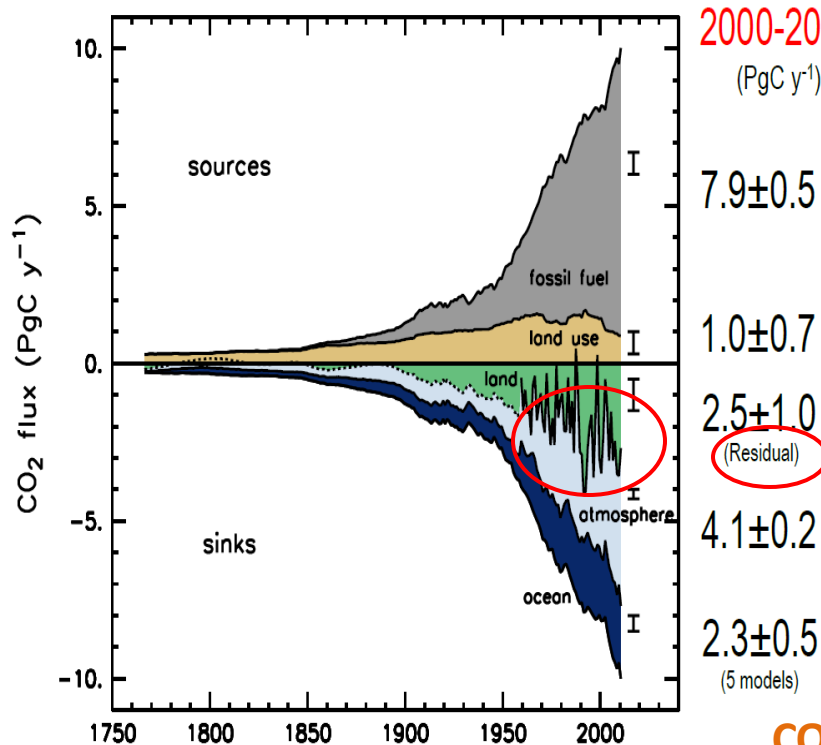 2000-20
(PgC y⁻¹)
10.
5.
0.
−5.
−10.
CO₂ flux (PgC y⁻¹)
sources
fossil fuel
land use
land
atmosphere
sinks
ocean
7.9±0.5
1.0±0.7
2.5±1.0
(Residual)
4.1±0.2
2.3±0.5
(5 models)
1750 1800 1850 1900 1950 2000
CO